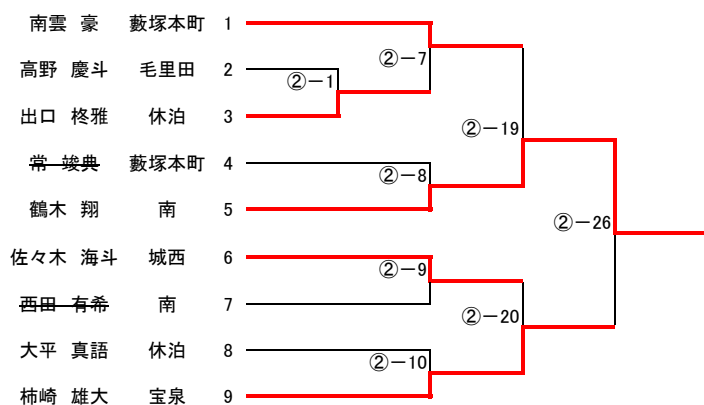 南雲 豪 藪塚本町 1
②-7
高野 慶斗 毛里田 2
②-1
出口 柊雅 休泊 3
②-19
常 竣典 藪塚本町 4
②-8
鶴木 翔 南 5
②-26
佐々木 海斗 城西 6
②-9
西田 有希 南 7
②-20
大平 真語 休泊 8
②-10
柿崎 雄大 宝泉 9